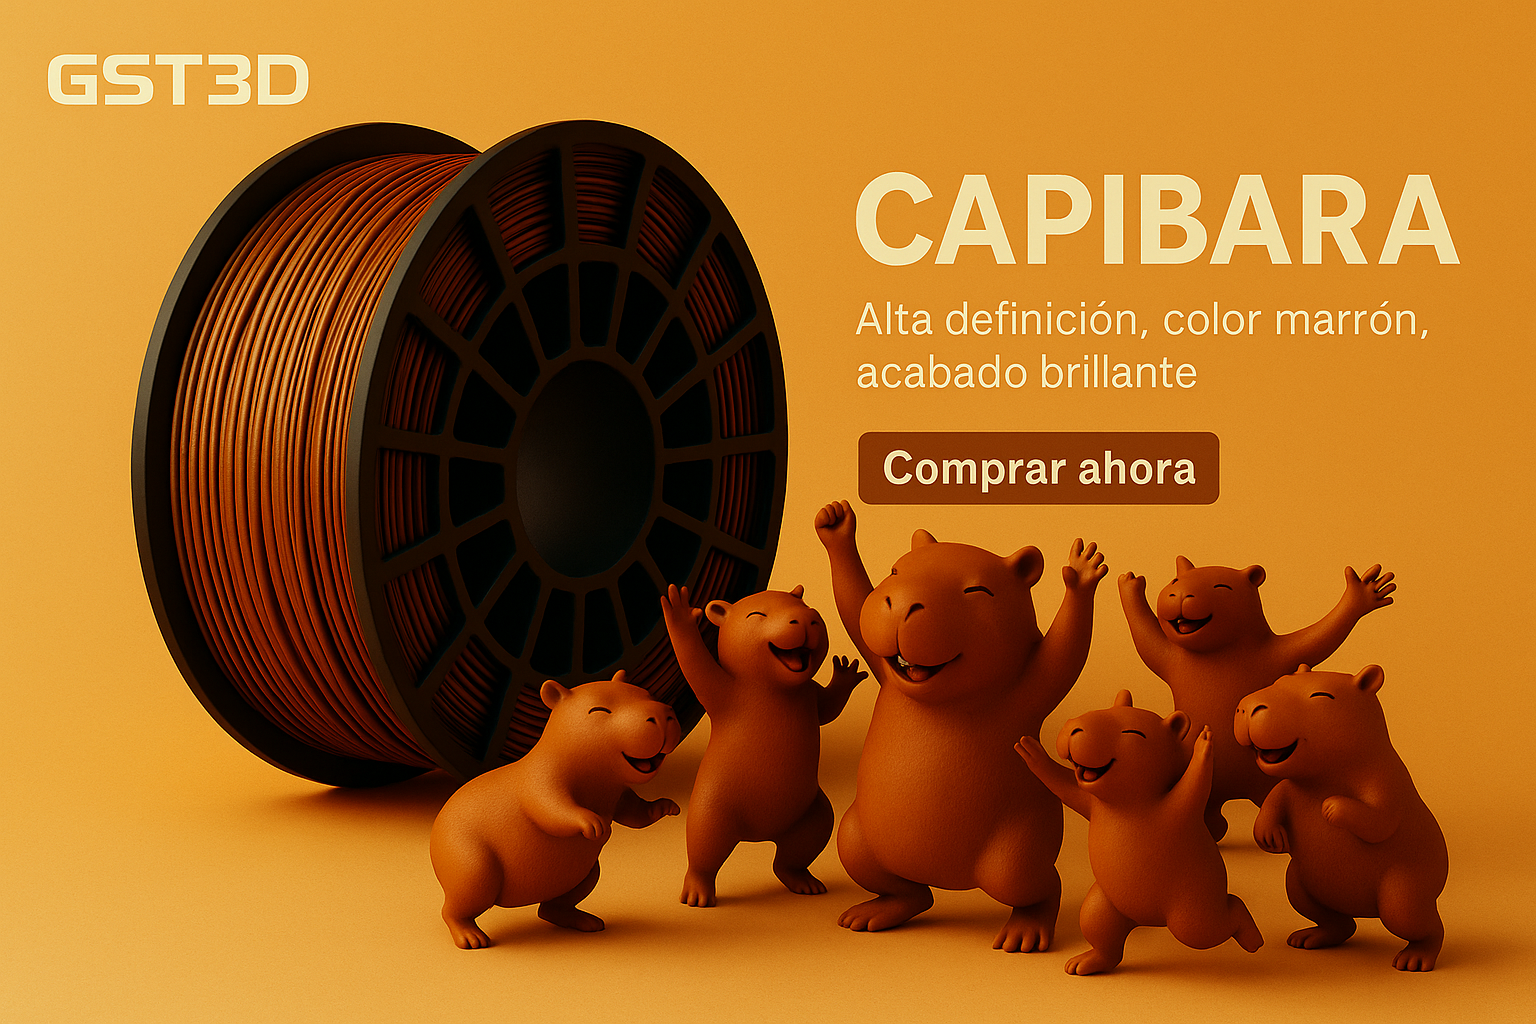 GST3D
CAPIBARA
Alta definición, color marrón,
acabado brillante
Comprar ahora